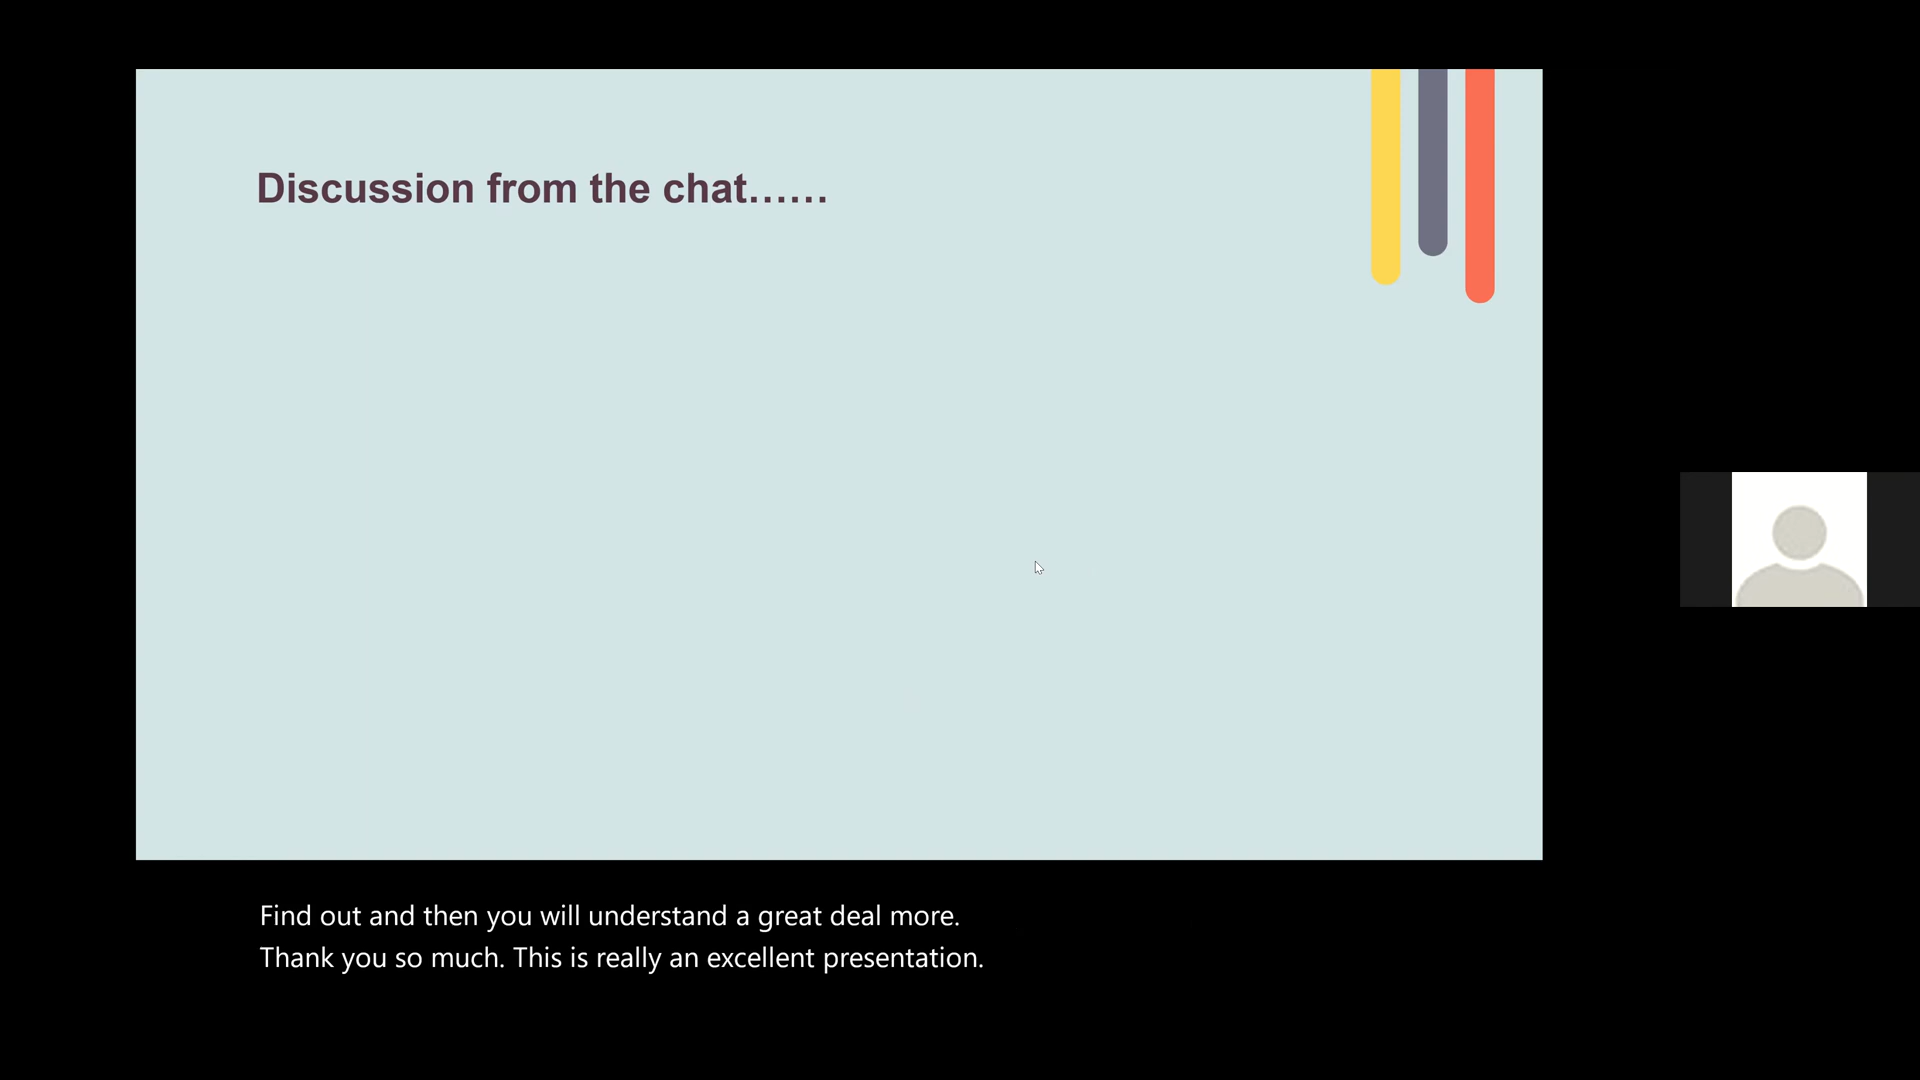 Discussion from the chat......
Find out and then you will understand a great deal more.
Thank you so much. This is really an excellent presentation.